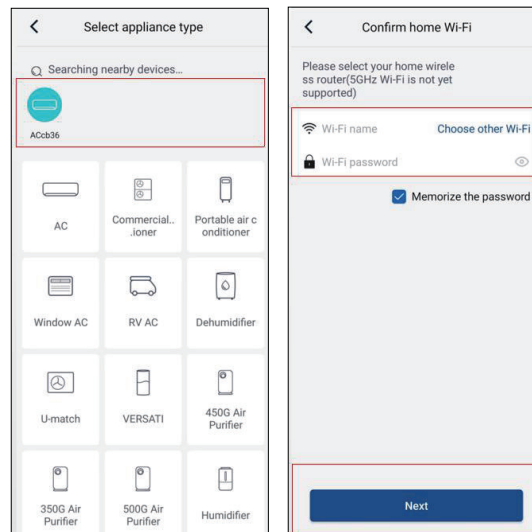 Select appliance type
Searching nearby devices...
ACcb36
AC
Commercial..
.ioner
Portable air c
onditioner
Window AC
RV AC
Dehumidifier
U-match
VERSATI
450G Air
Purifier
350G Air
Purifier
500G Air
Purifier
Humidifier
Confirm home Wi-Fi
Please select your home wirele
ss router(5GHz Wi-Fi is not yet
supported)
Wi-Fi name
Choose other Wi-Fi
Wi-Fi password
Memorize the password
Next